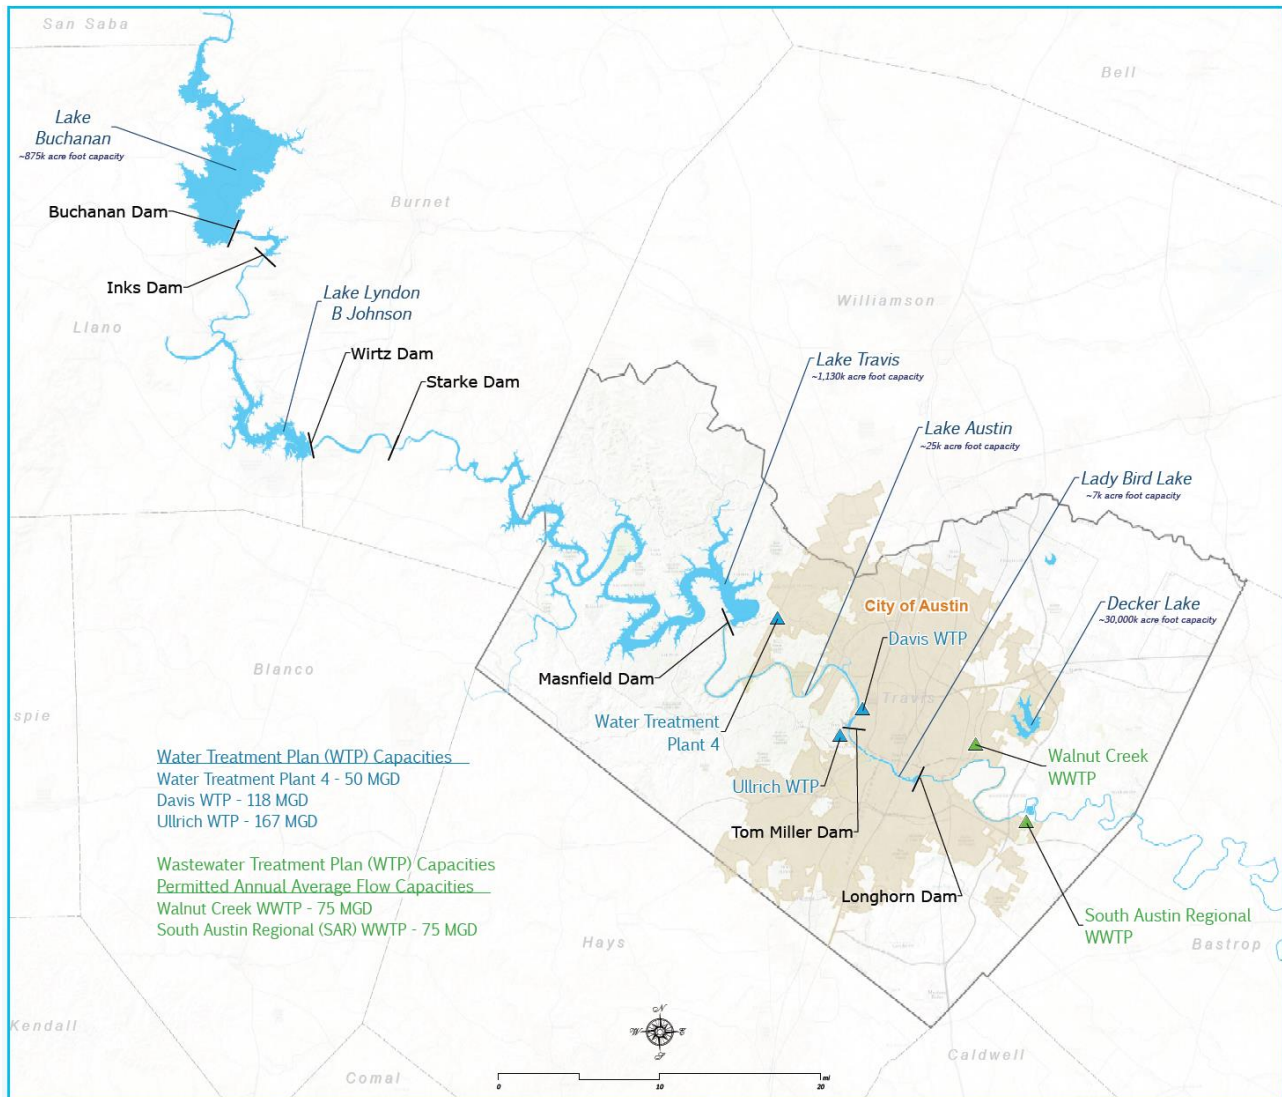 San Saba
Bell
Lake
Buchanan
~875k acre foot capacity
Burnet
Buchanan Dam
Inks Dam
Lake Lyndon
B Johnson
Williamson
Llano
Wirtz Dam
Lake Travis
~1,130k acre foot capacity
Starke Dam
Lake Austin
~25k acre foot capacity
Lady Bird Lake
~7k acre foot capacity
City of Austin
Decker Lake
~30,000k acre foot capacity
Davis WTP
Blanco
Masnfield Dam
Travis
spie
Water Treatment
Plant 4
Walnut Creek
WWTP
Ullrich WTP
Tom Miller Dam
Longhorn Dam
South Austin Regional
WWTP
Bastrop
Water Treatment Plan (WTP) Capacities
Water Treatment Plant 4 - 50 MGD
Davis WTP - 118 MGD
Ullrich WTP - 167 MGD
Wastewater Treatment Plan (WTP) Capacities
Permitted Annual Average Flow Capacities
Walnut Creek WWTP - 75 MGD
South Austin Regional (SAR) WWTP - 75 MGD
Hays
Kendall
N
W E
S
Caldwell
Comal
0 10 20 mi